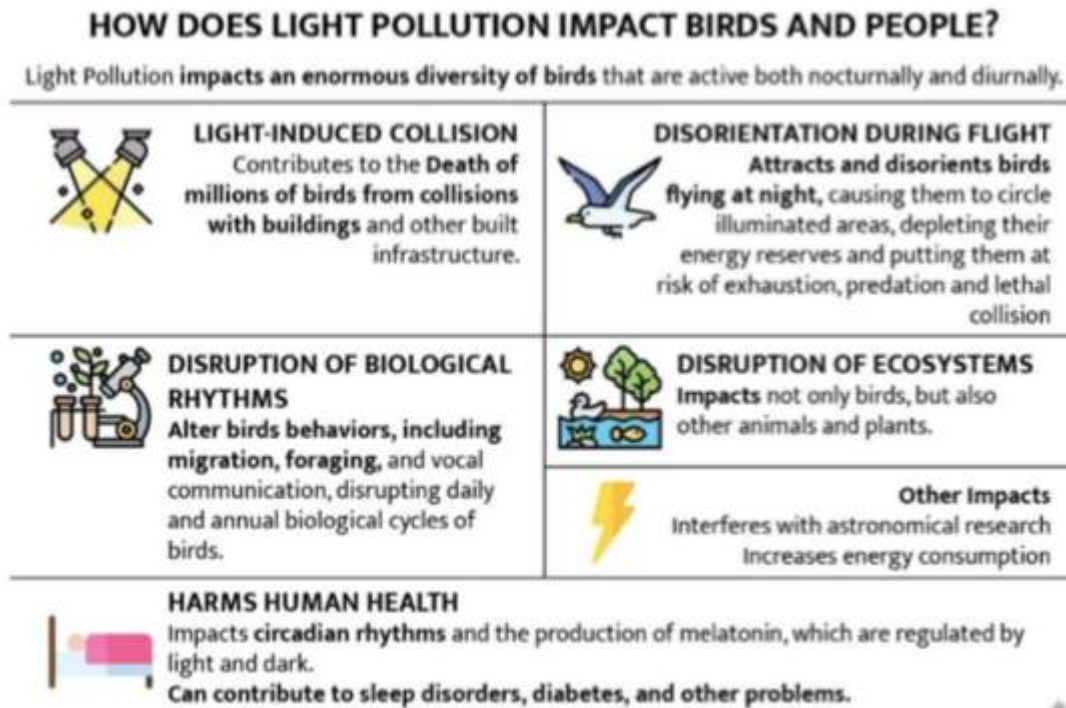 HOW DOES LIGHT POLLUTION IMPACT BIRDS AND PEOPLE?
Light Pollution impacts an enormous diversity of birds that are active both nocturnally and diurnally.
LIGHT-INDUCED COLLISION
Contributes to the Death of
millions of birds from collisions
with buildings and other built
infrastructure.
DISORIENTATION DURING FLIGHT
Attracts and disorients birds
flying at night, causing them to circle
illuminated areas, depleting their
energy reserves and putting them at
risk of exhaustion, predation and lethal
collision
DISRUPTION OF BIOLOGICAL
RHYTHMS
Alter birds behaviors, including
migration, foraging, and vocal
communication, disrupting daily
and annual biological cycles of
birds.
DISRUPTION OF ECOSYSTEMS
Impacts not only birds, but also
other animals and plants.
Other Impacts
Interferes with astronomical research
Increases energy consumption
HARMS HUMAN HEALTH
Impacts circadian rhythms and the production of melatonin, which are regulated by
light and dark.
Can contribute to sleep disorders, diabetes, and other problems.